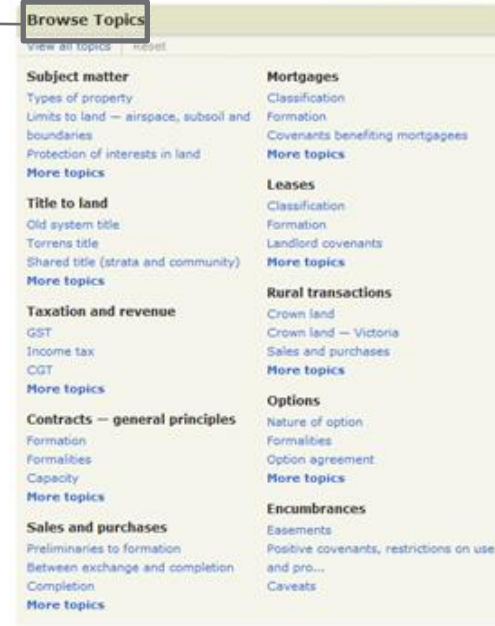 Browse Topics
View all topics | Reset
Subject matter
Types of property
Limits to land — airspace, subsoil and
boundaries
Protection of interests in land
More topics
Title to land
Old system title
Torrens title
Shared title (strata and community)
More topics
Taxation and revenue
GST
Income tax
CGT
More topics
Contracts — general principles
Formation
Formalities
Capacity
More topics
Sales and purchases
Preliminaries to formation
Between exchange and completion
Completion
More topics
Mortgages
Classification
Formation
Covenants benefiting mortgagees
More topics
Leases
Classification
Formation
Landlord covenants
More topics
Rural transactions
Crown land
Crown land — Victoria
Sales and purchases
More topics
Options
Nature of option
Formalities
Option agreement
More topics
Encumbrances
Easements
Positive covenants, restrictions on use
and pro...
Caveats